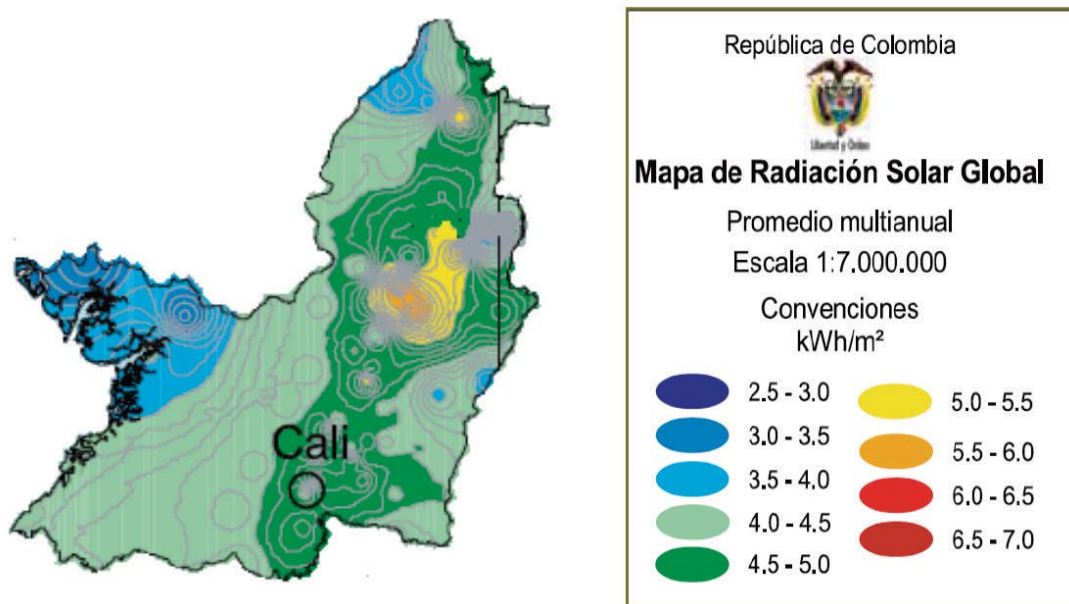 Cali
República de Colombia
Libertad y Orden
Mapa de Radiación Solar Global
Promedio multianual
Escala 1:7.000.000
Convenciones
kWh/m²
2.5 - 3.0
3.0 - 3.5
3.5 - 4.0
4.0 - 4.5
4.5 - 5.0
5.0 - 5.5
5.5 - 6.0
6.0 - 6.5
6.5 - 7.0